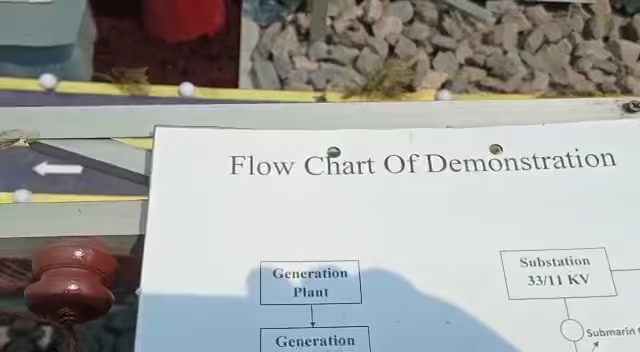 Flow Chart Of Demonstration
Generation
Plant
Substation
33/11 KV
Generation
Submarin